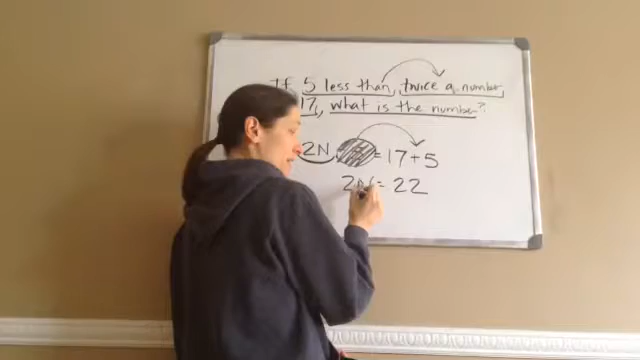 If 5 less than, twice a number,
17, what is the number?
2N = 17 + 5
2N = 22